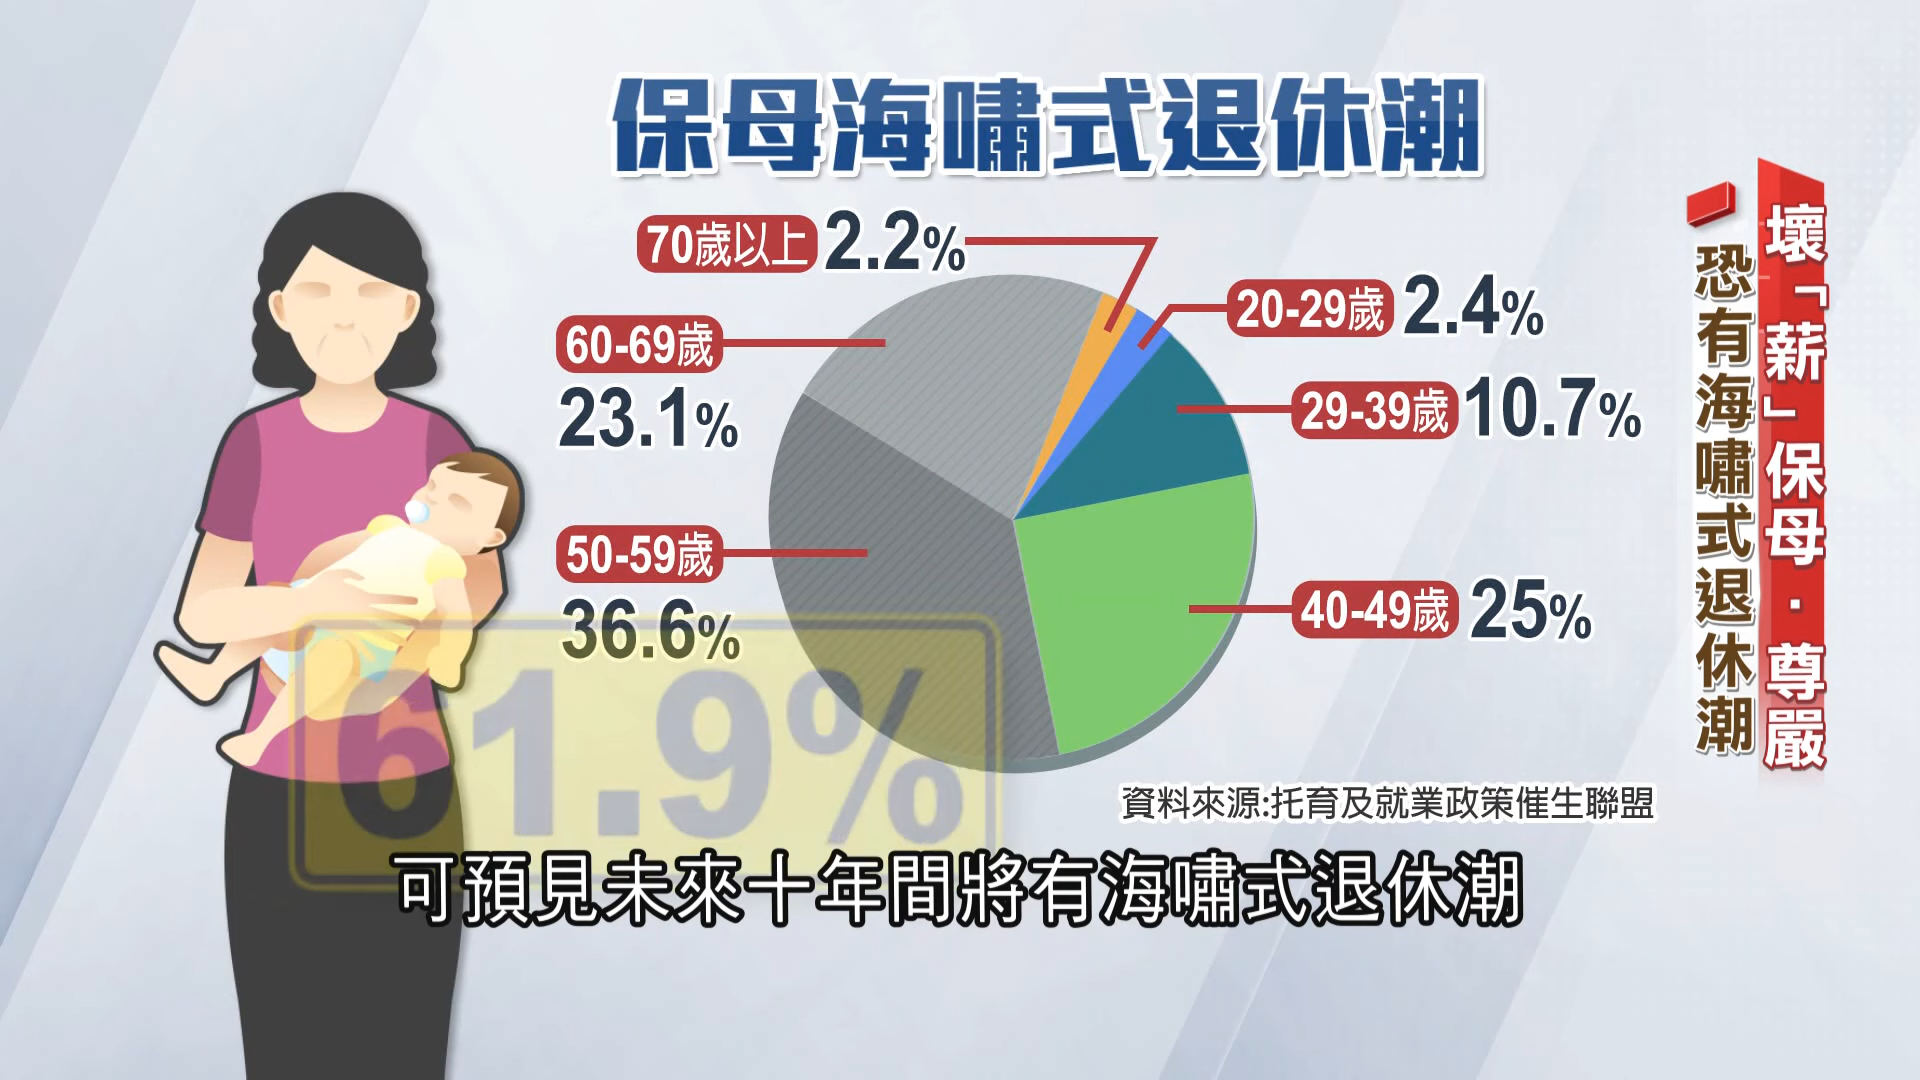 保母海嘯式退休潮
70歲以上 2.2%
20-29歲 2.4%
60-69歲
23.1%
29-39歲 10.7%
50-59歲
36.6%
40-49歲 25%
61.9%
資料來源:托育及就業政策催生聯盟
可預見未來十年間將有海嘯式退休潮
壞「薪」保母·尊嚴
恐有海嘯式退休潮